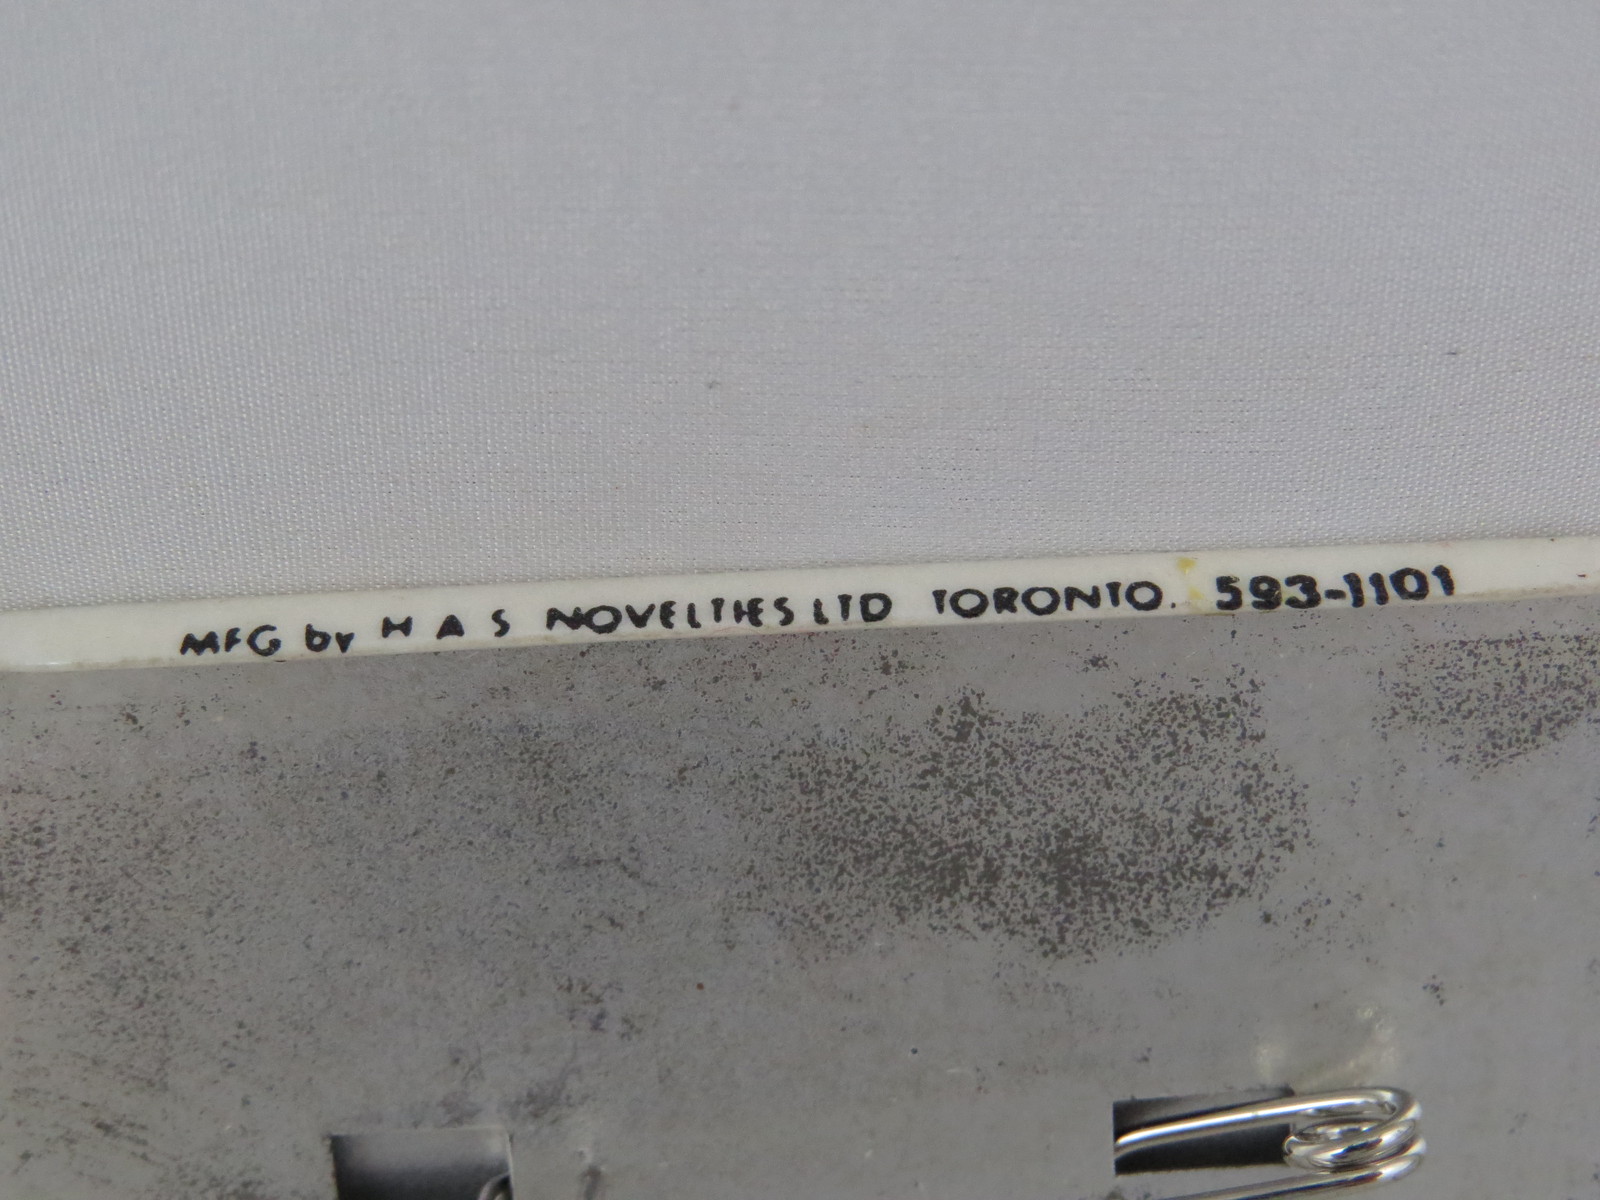 MFG by H A S NOVELTIES LTD TORONTO. 593-1101